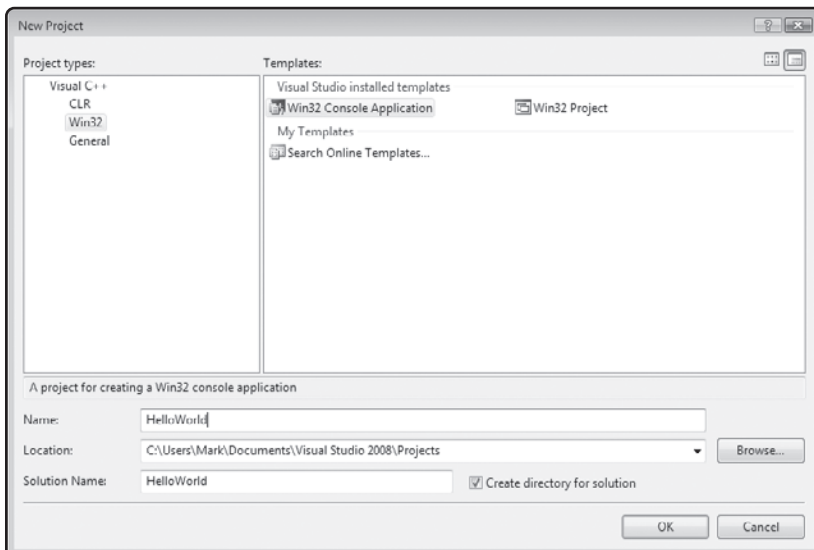 New Project
Project types:
Templates:
Visual C++
CLR
Win32
General
Visual Studio installed templates
Win32 Console Application
Win32 Project
My Templates
Search Online Templates...
A project for creating a Win32 console application
Name:
HelloWorld
Location:
C:\Users\Mark\Documents\Visual Studio 2008\Projects
Browse...
Solution Name:
HelloWorld
Create directory for solution
OK
Cancel